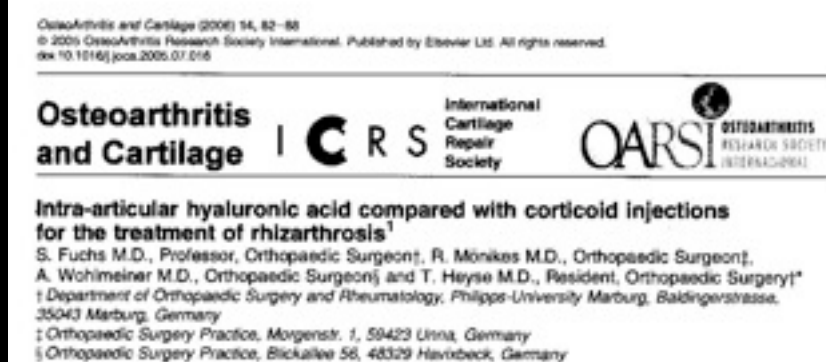 OsteoArthritis and Cartilage (2006) 14, 82–88
© 2005 OsteoArthritis Research Society International. Published by Elsevier Ltd. All rights reserved.
doi:10.1016/j.joca.2005.07.016
Osteoarthritis
and Cartilage
I C R S
International
Cartilage
Repair
Society
OARSI
OSTEOARTHRITIS
RESEARCH SOCIETY
INTERNATIONAL
Intra-articular hyaluronic acid compared with corticoid injections
for the treatment of rhizarthrosis¹
S. Fuchs M.D., Professor, Orthopaedic Surgeon†, R. Mönikes M.D., Orthopaedic Surgeon‡,
A. Wohlmeiner M.D., Orthopaedic Surgeon§ and T. Heyse M.D., Resident, Orthopaedic Surgery†*
† Department of Orthopaedic Surgery and Rheumatology, Philipps-University Marburg, Baldingerstrasse,
35043 Marburg, Germany
‡ Orthopaedic Surgery Practice, Morgenstr. 1, 59423 Unna, Germany
§ Orthopaedic Surgery Practice, Blickallee 56, 48329 Havixbeck, Germany